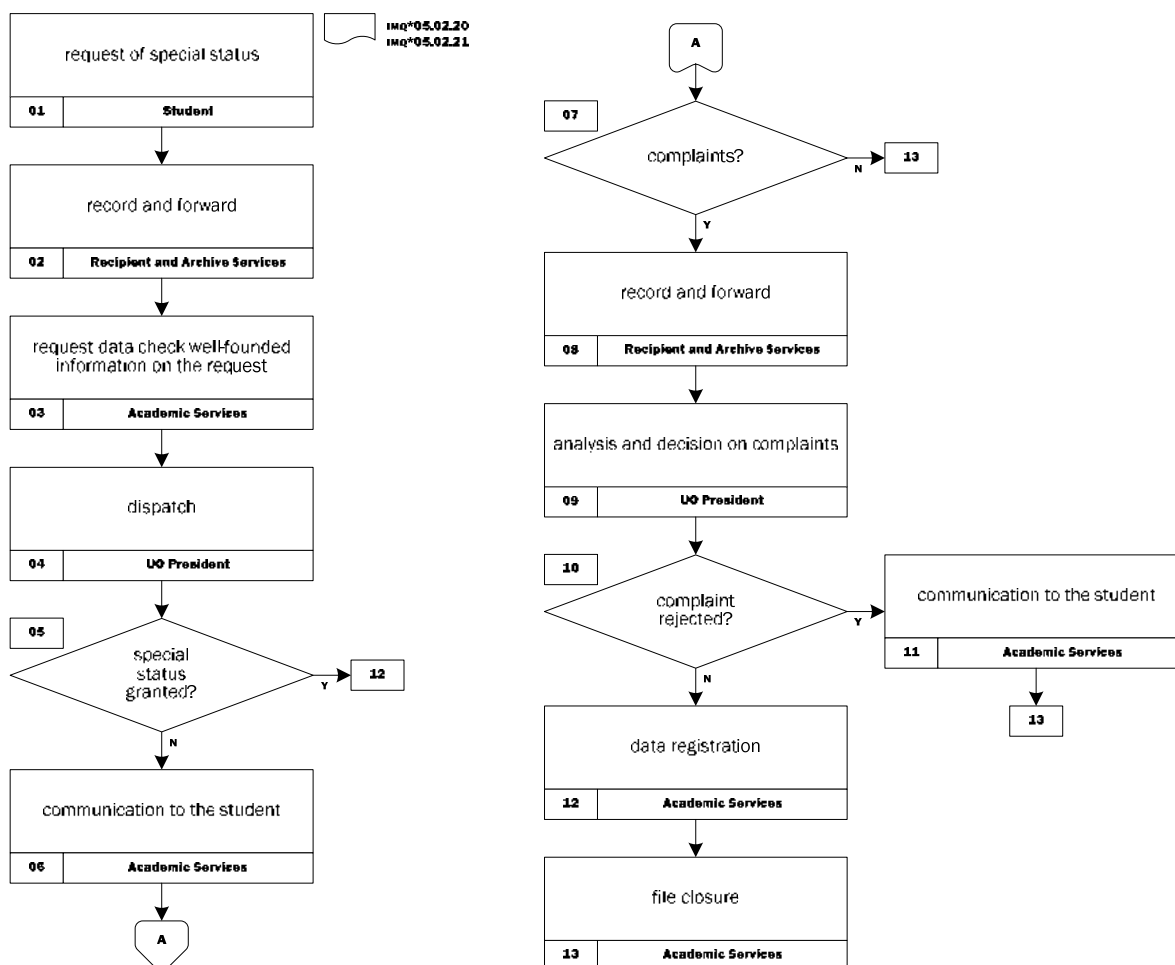 request of special status
01 Student
IMQ*05.02.20
IMQ*05.02.21
record and forward
02 Recipient and Archive Services
request data check well-founded
information on the request
03 Academic Services
dispatch
04 UO President
05
special
status
granted?
Y
12
N
communication to the student
06 Academic Services
A
A
07
complaints?
N
13
Y
record and forward
08 Recipient and Archive Services
analysis and decision on complaints
09 UO President
10
complaint
rejected?
Y
communication to the student
11 Academic Services
13
N
data registration
12 Academic Services
file closure
13 Academic Services